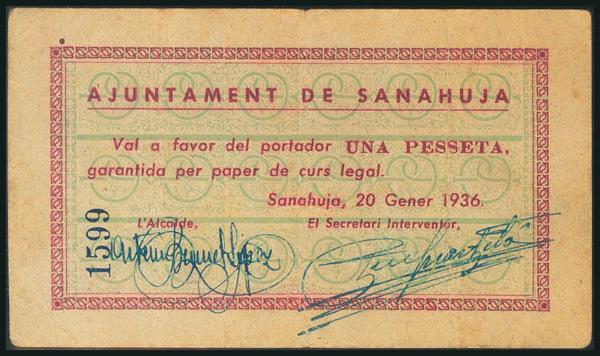 AJUNTAMENT DE SANAHUJA
Val a favor del portador UNA PESSETA,
garantida per paper de curs legal.
Sanahuja, 20 Gener 1936.
L'Alcalde, El Secretari Interventor,
1599